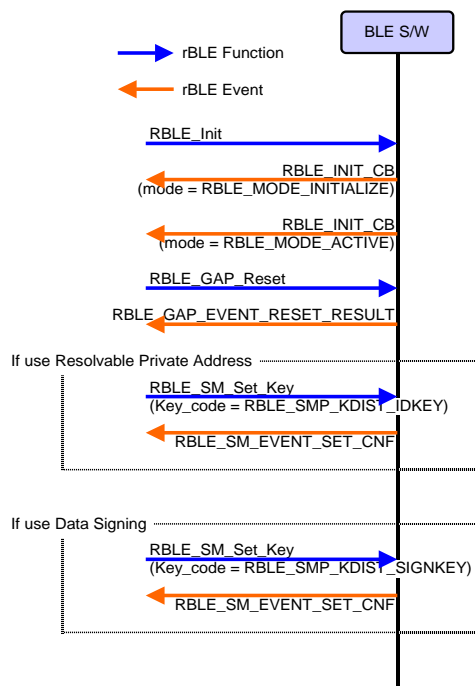 BLE S/W
rBLE Function
rBLE Event
RBLE_Init
RBLE_INIT_CB
(mode = RBLE_MODE_INITIALIZE)
RBLE_INIT_CB
(mode = RBLE_MODE_ACTIVE)
RBLE_GAP_Reset
RBLE_GAP_EVENT_RESET_RESULT
If use Resolvable Private Address
RBLE_SM_Set_Key
(Key_code = RBLE_SMP_KDIST_IDKEY)
RBLE_SM_EVENT_SET_CNF
If use Data Signing
RBLE_SM_Set_Key
(Key_code = RBLE_SMP_KDIST_SIGNKEY)
RBLE_SM_EVENT_SET_CNF